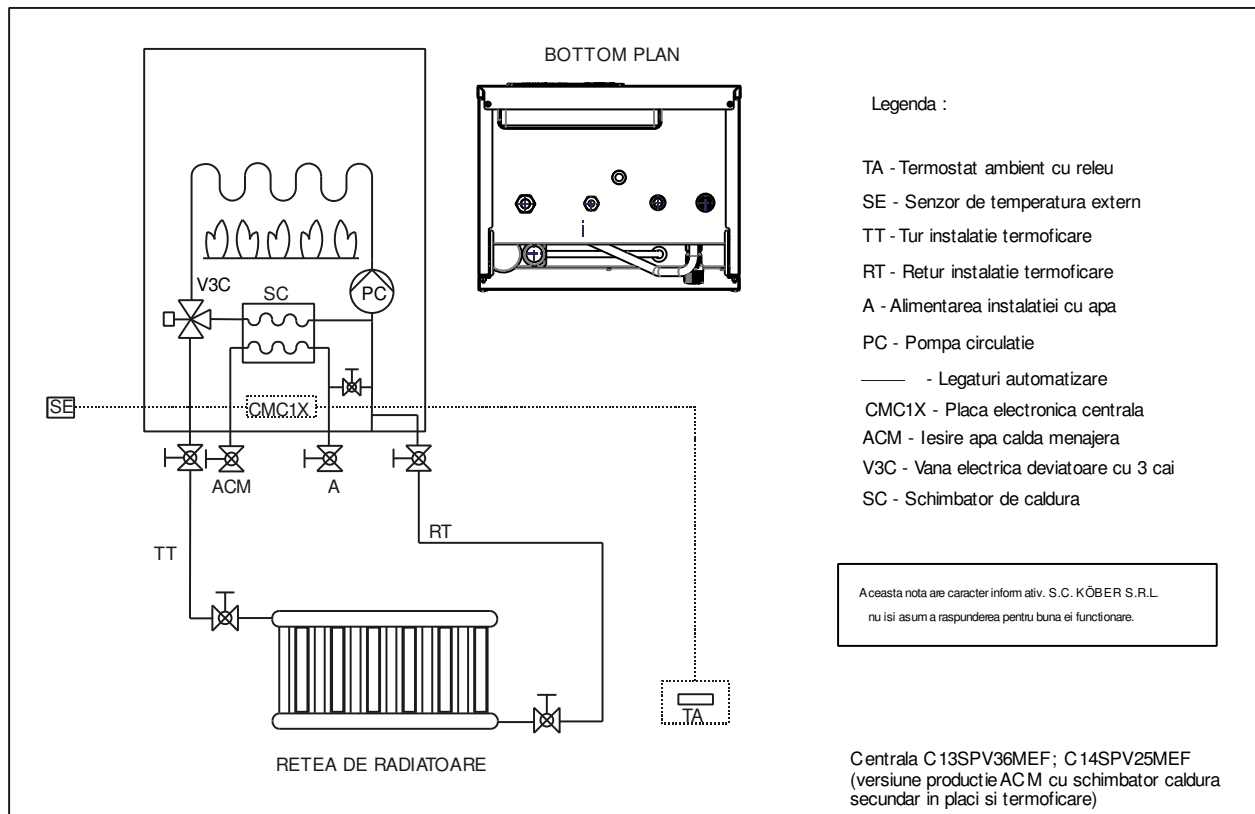 BOTTOM PLAN
V3C
SC
PC
SE
CMC1X
ACM
A
TT
RT
TA
RETEA DE RADIATOARE
Legenda :
TA - Termostat ambient cu releu
SE - Senzor de temperatura extern
TT - Tur instalatie termoficare
RT - Retur instalatie termoficare
A - Alimentarea instalatiei cu apa
PC - Pompa circulatie
- Legaturi automatizare
CMC1X - Placa electronica centrala
ACM - Iesire apa calda menajera
V3C - Vana electrica deviatoare cu 3 cai
SC - Schimbator de caldura
Aceasta nota are caracter informativ. S.C. KÖBER S.R.L.
nu isi asuma raspunderea pentru buna ei functionare.
Centrala C13SPV36MEF; C14SPV25MEF
(versiune productie ACM cu schimbator caldura
secundar in placi si termoficare)